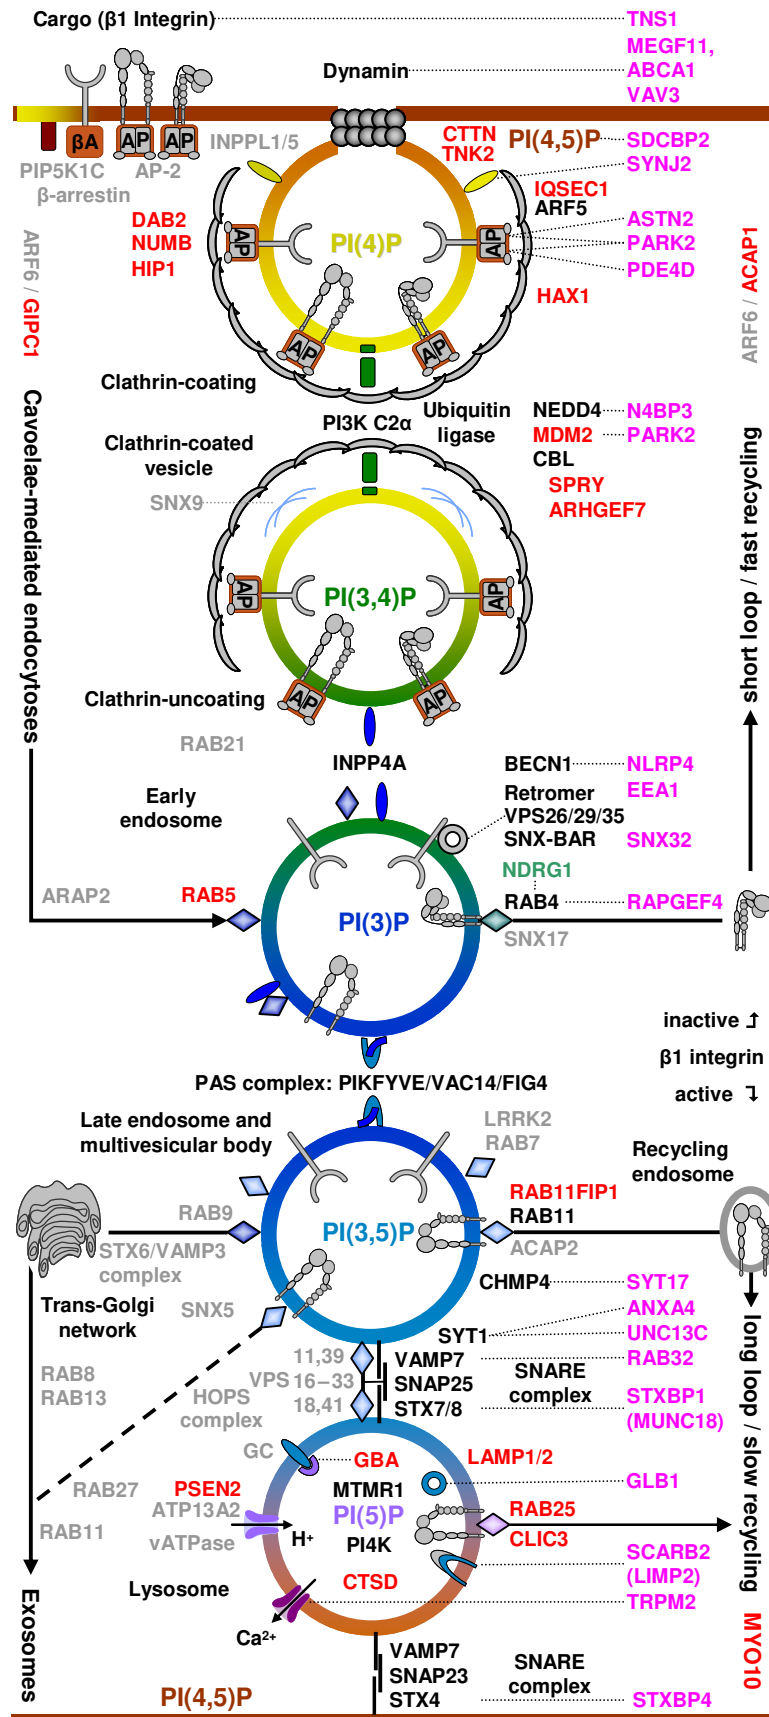 Cargo (β1 Integrin)
TNS1
MEGF11,
Dynamin
ABCA1
VAV3
βA
AP
AP
INPPL1/5
CTTN
TNK2
PI(4,5)P
SDCBP2
PIP5K1C
AP-2
SYNJ2
β-arrestin
IQSEC1
ARF5
DAB2
NUMB
HIP1
AP
PI(4)P
AP
ASTN2
PARK2
PDE4D
ARF6 / GIPC1
ARF6 / ACAP1
HAX1
AP
AP
Clathrin-coating
PI3K C2α
Ubiquitin
ligase
NEDD4
N4BP3
MDM2
PARK2
CBL
Clathrin-coated
vesicle
SPRY
ARHGEF7
SNX9
Cavoelae-mediated endocytoses
short loop / fast recycling
AP
PI(3,4)P
AP
AP
AP
Clathrin-uncoating
RAB21
INPP4A
BECN1
NLRP4
EEA1
Early
endosome
Retromer
VPS26/29/35
SNX-BAR
SNX32
NDRG1
ARAP2
RAB5
PI(3)P
RAB4
RAPGEF4
SNX17
inactive
β1 integrin
active
PAS complex: PIKFYVE/VAC14/FIG4
Late endosome and
multivesicular body
LRRK2
RAB7
Recycling
endosome
RAB11FIP1
RAB9
PI(3,5)P
RAB11
ACAP2
STX6/VAMP3
complex
CHMP4
SYT17
Trans-Golgi
network
SNX5
ANXA4
SYT1
UNC13C
11,39
VAMP7
RAB32
VPS 16–33
SNAP25
SNARE
complex
18,41
STX7/8
STXBP1
(MUNC18)
RAB8
RAB13
HOPS
complex
GC
GBA
LAMP1/2
long loop / slow recycling
MYO10
RAB27
PSEN2
MTMR1
GLB1
ATP13A2
PI(5)P
RAB25
RAB11
vATPase
H+
PI4K
CLIC3
SCARB2
(LIMP2)
Lysosome
CTSD
TRPM2
Ca2+
Exosomes
VAMP7
SNAP23
STX4
SNARE
complex
STXBP4
PI(4,5)P